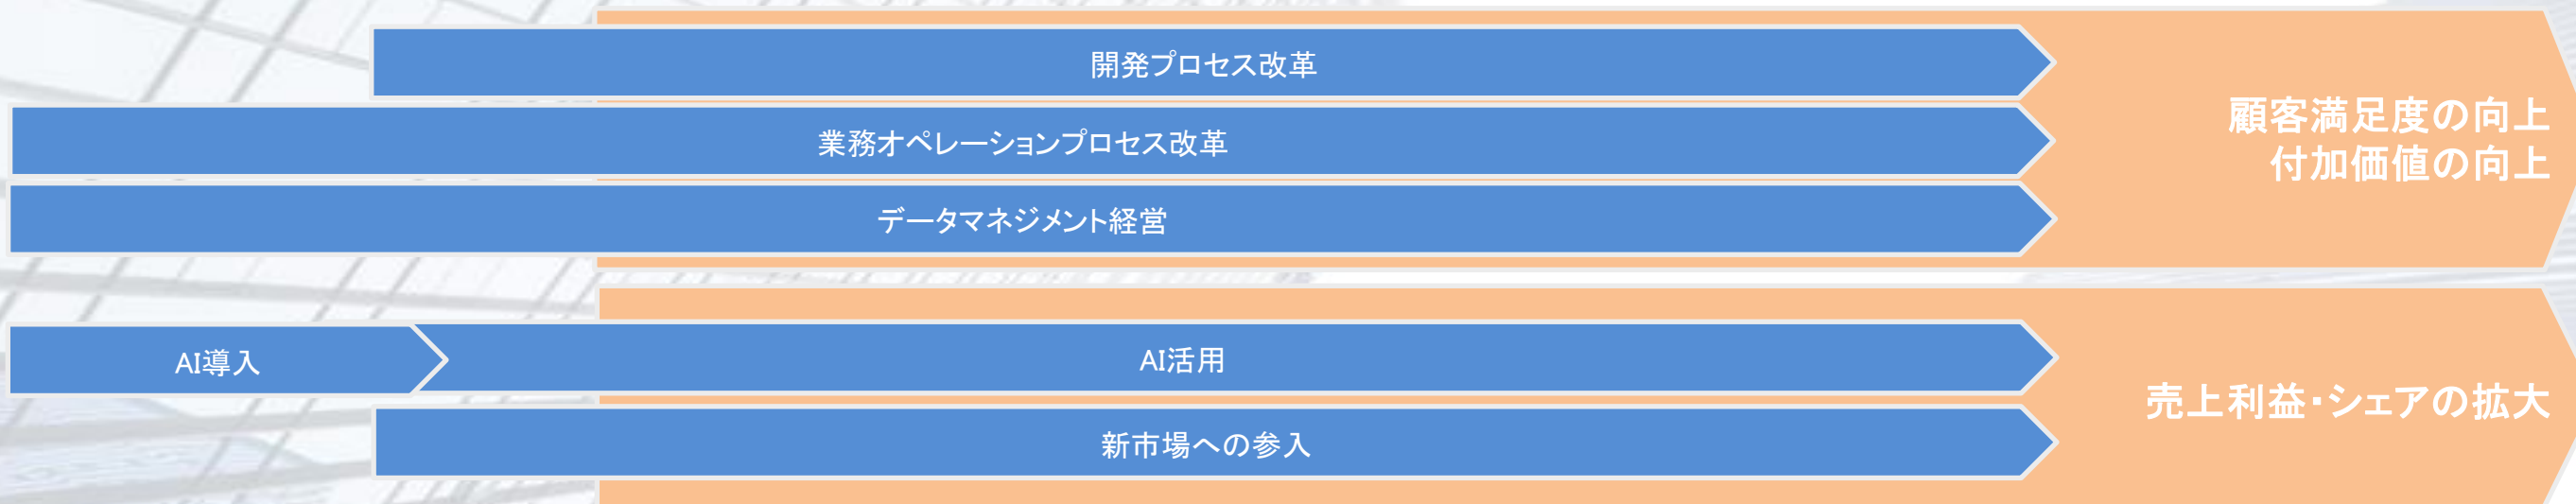 開発プロセス改革
業務オペレーションプロセス改革
データマネジメント経営
顧客満足度の向上
付加価値の向上
AI導入
AI活用
新市場への参入
売上利益・シェアの拡大